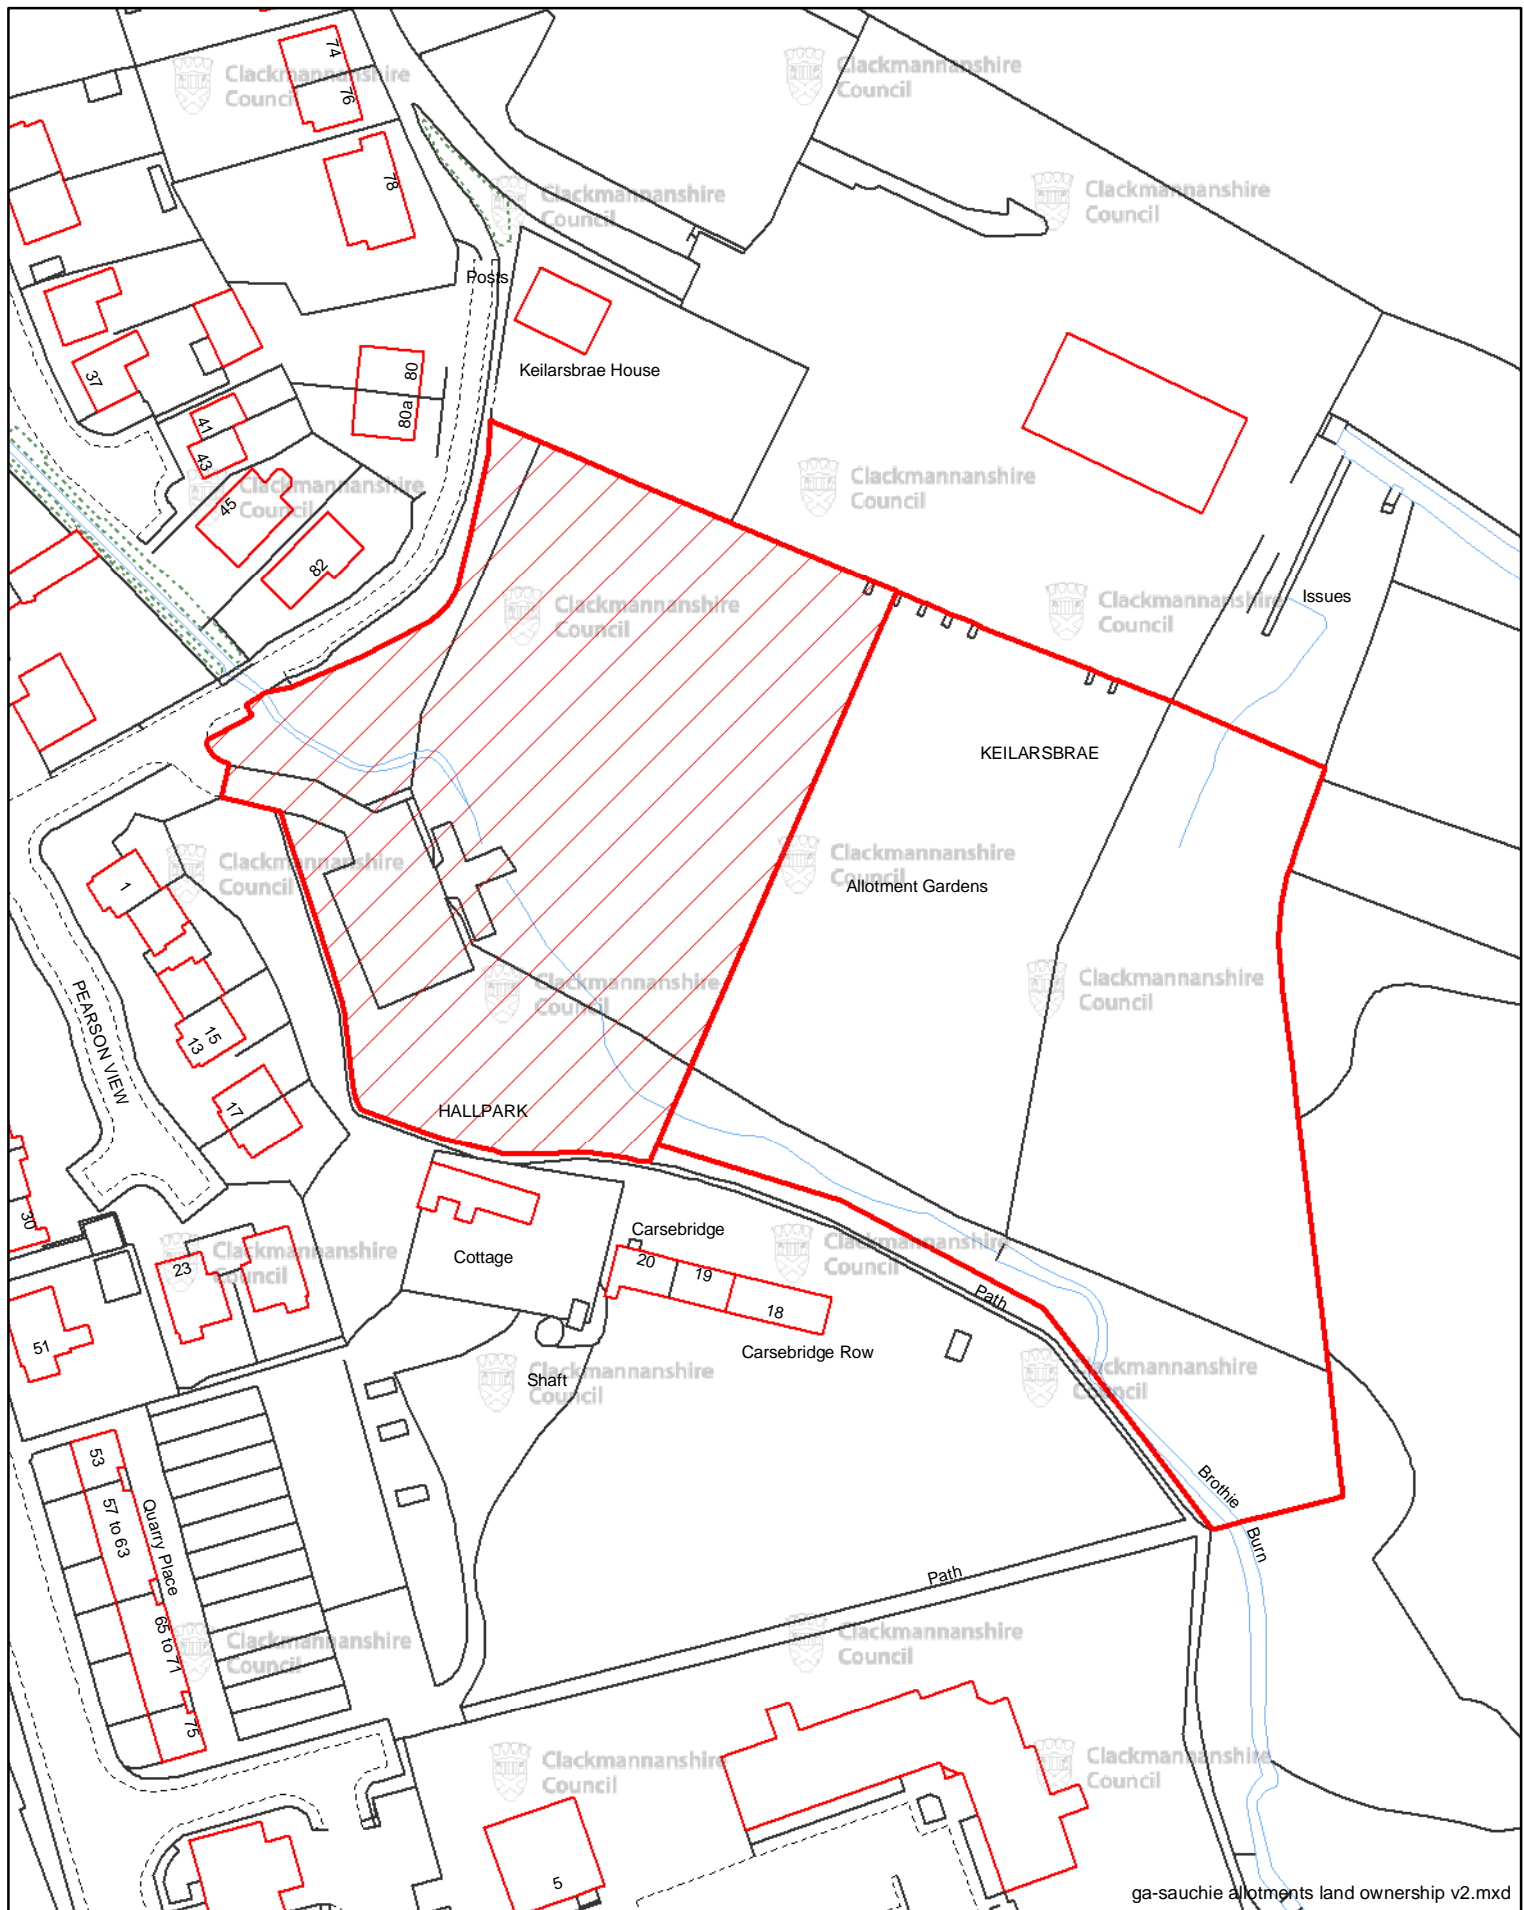 74
Clackmannanshire
Council
Clackmannanshire
Council
76
78
Clackmannanshire
Council
Clackmannanshire
Council
Posts
Keilarsbrae House
37
80
80a
41
43
Clackmannanshire
Council
Clackmannanshire
Council
45
82
Clackmannanshire
Council
Clackmannanshire
Council
Issues
KEILARSBRAE
Clackmannanshire
Council
Clackmannanshire
Council
Allotment Gardens
1
PEARSON VIEW
Clackmannanshire
Council
Clackmannanshire
Council
15
13
17
HALLPARK
30
Clackmannanshire
Council
23
Cottage
Carsebridge
20
19
18
Clackmannanshire
Council
Path
51
Carsebridge Row
Shaft
Clackmannanshire
Council
Clackmannanshire
Council
53
57 to 63
Quarry Place
65 to 71
75
Brothie
Burn
Path
Clackmannanshire
Council
Clackmannanshire
Council
Clackmannanshire
Council
Clackmannanshire
Council
5
ga-sauchie allotments land ownership v2.mxd